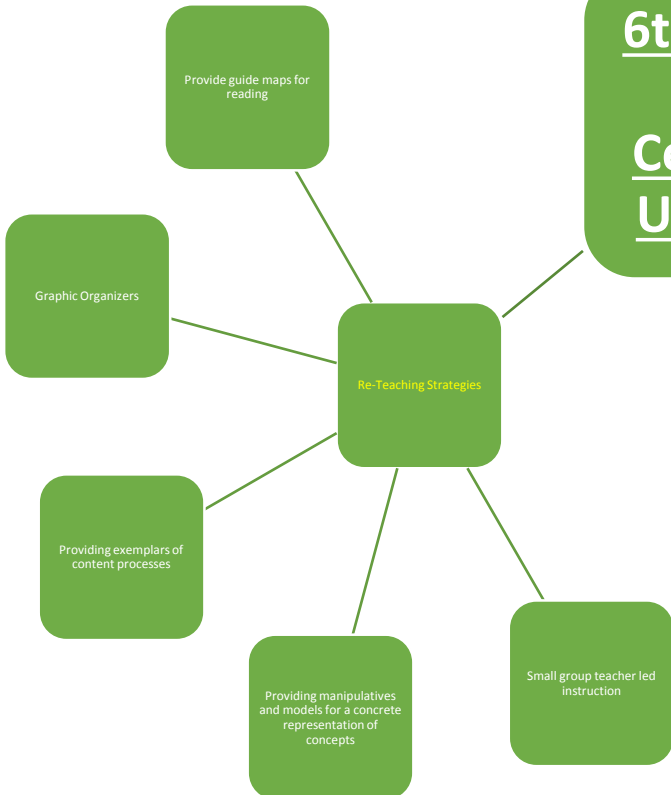 6t
Ce
U
Provide guide maps for
reading
Graphic Organizers
Re-Teaching Strategies
Providing exemplars of
content processes
Providing manipulatives
and models for a concrete
representation of
concepts
Small group teacher led
instruction